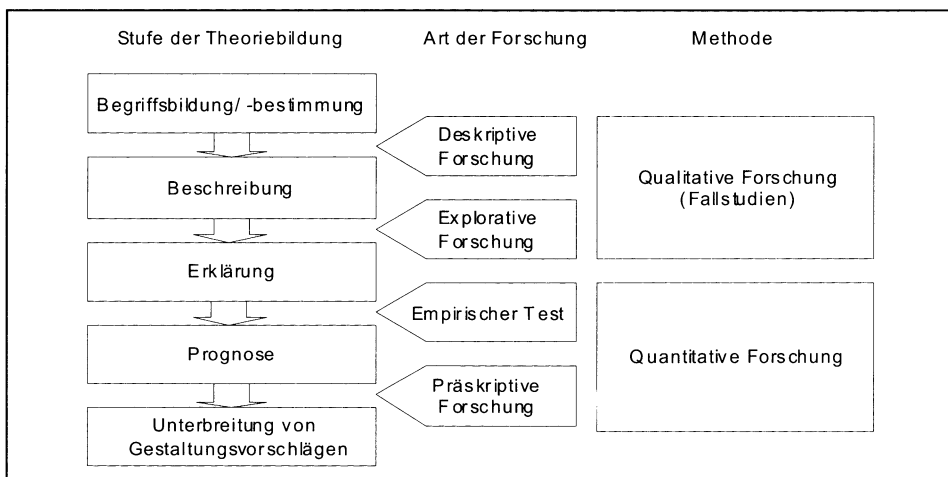 Stufe der Theoriebildung
Art der Forschung
Methode
Begriffsbildung/ -bestimmung
Deskriptive
Forschung
Beschreibung
Qualitative Forschung
(Fallstudien)
Explorative
Forschung
Erklärung
Empirischer Test
Prognose
Quantitative Forschung
Präskriptive
Forschung
Unterbreitung von
Gestaltungsvorschlägen